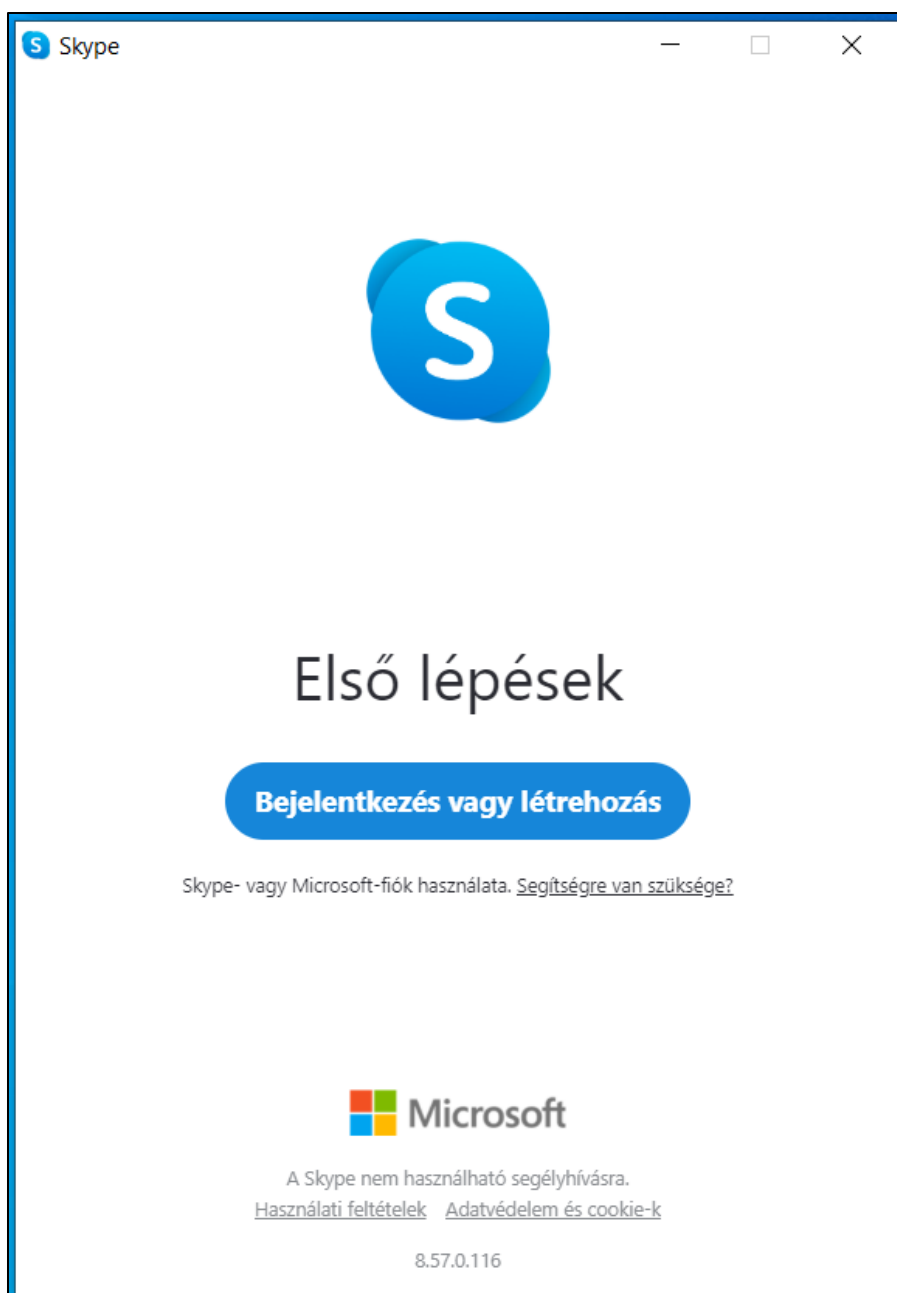 Skype
Első lépések
Bejelentkezés vagy létrehozás
Skype- vagy Microsoft-fiók használata. Segítségre van szüksége?
Microsoft
A Skype nem használható segélyhívásra.
Használati feltételek Adatvédelem és cookie-k
8.57.0.116